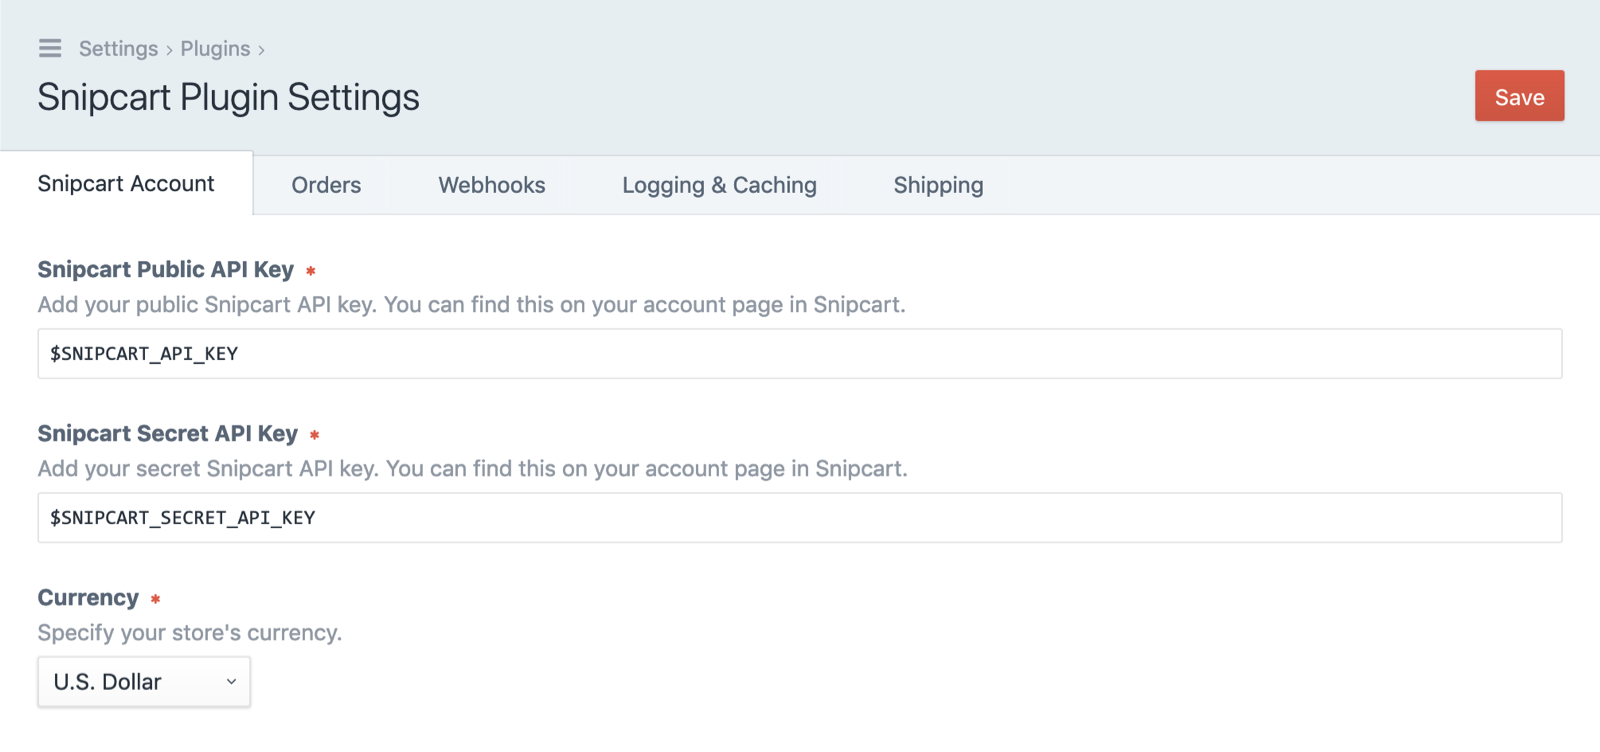 Settings › Plugins ›
Snipcart Plugin Settings
Save
Snipcart Account
Orders
Webhooks
Logging & Caching
Shipping
Snipcart Public API Key *
Add your public Snipcart API key. You can find this on your account page in Snipcart.
$SNIPCART_API_KEY
Snipcart Secret API Key *
Add your secret Snipcart API key. You can find this on your account page in Snipcart.
$SNIPCART_SECRET_API_KEY
Currency *
Specify your store's currency.
U.S. Dollar